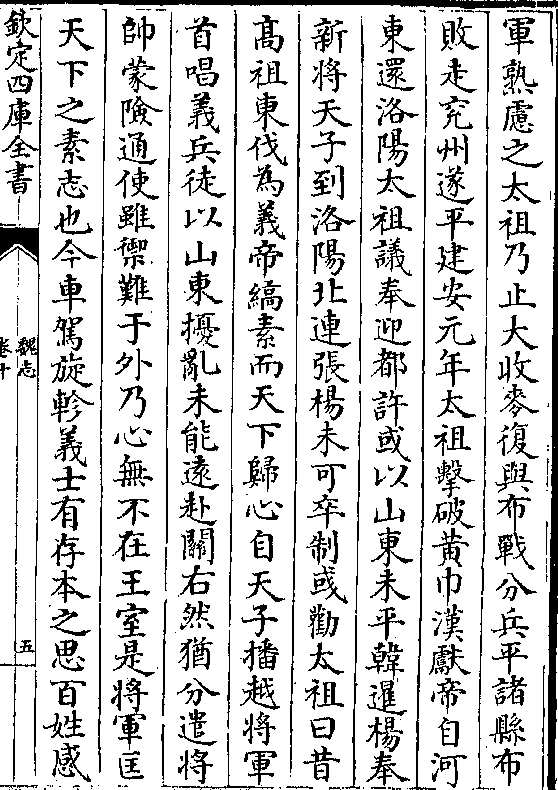 軍熟慮之太祖乃止大收麥復與布戰分兵平諸縣布
敗走兖州遂平建安元年太祖擊破黃巾漢獻帝自河
東還洛陽太祖議奉迎都許或以山東未平韓暹楊奉
新將天子到洛陽北連張楊未可卒制彧勸太祖曰昔
髙祖東伐為義帝縞素而天下歸心自天子播越將軍
首唱義兵徒以山東擾亂未能逺赴關右然猶分遣將
帥蒙險通使雖禦難于外乃心無不在王室是將軍匡
天下之素志也今車駕旋軫義士有存本之思百姓感
欽定四庫全書
魏志
卷十
五